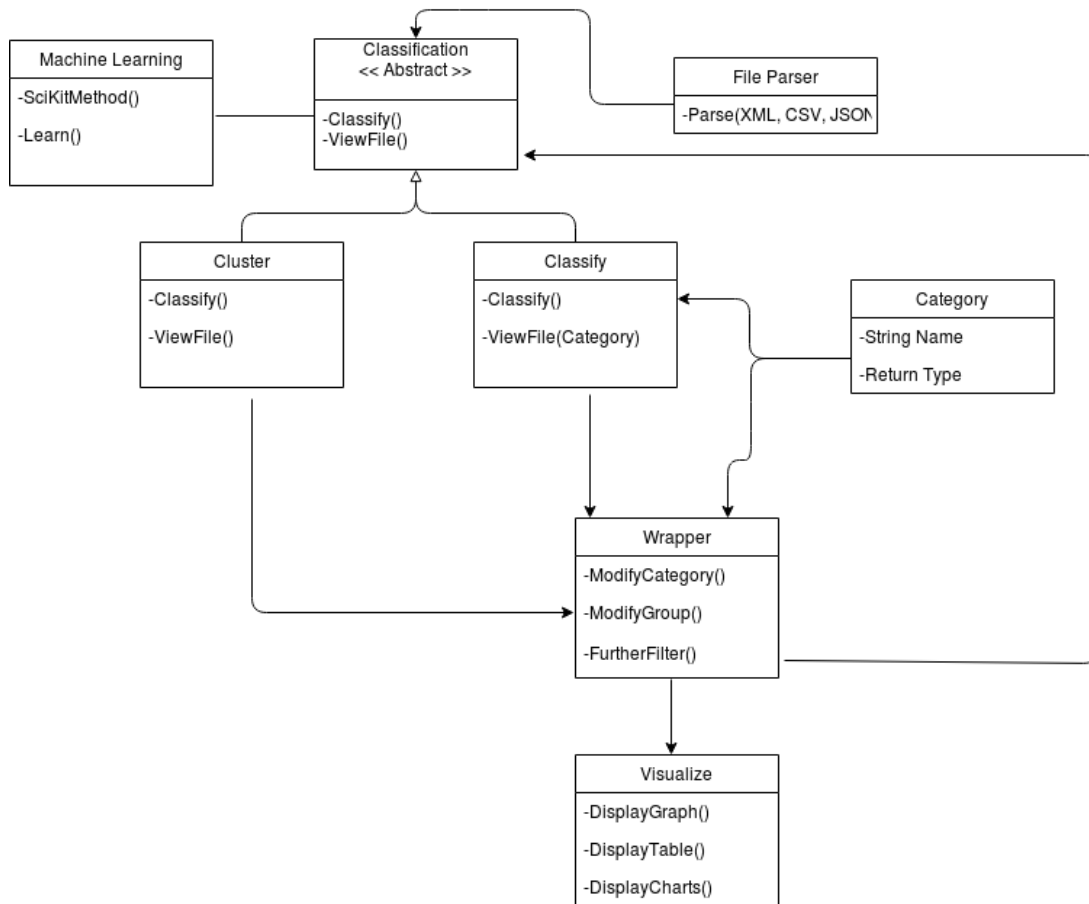 Machine Learning
-SciKitMethod()
-Learn()
Classification
<< Abstract >>
-Classify()
-ViewFile()
File Parser
-Parse(XML, CSV, JSON
Cluster
-Classify()
-ViewFile()
Classify
-Classify()
-ViewFile(Category)
Category
-String Name
-Return Type
Wrapper
-ModifyCategory()
-ModifyGroup()
-FurtherFilter()
Visualize
-DisplayGraph()
-DisplayTable()
-DisplayCharts()